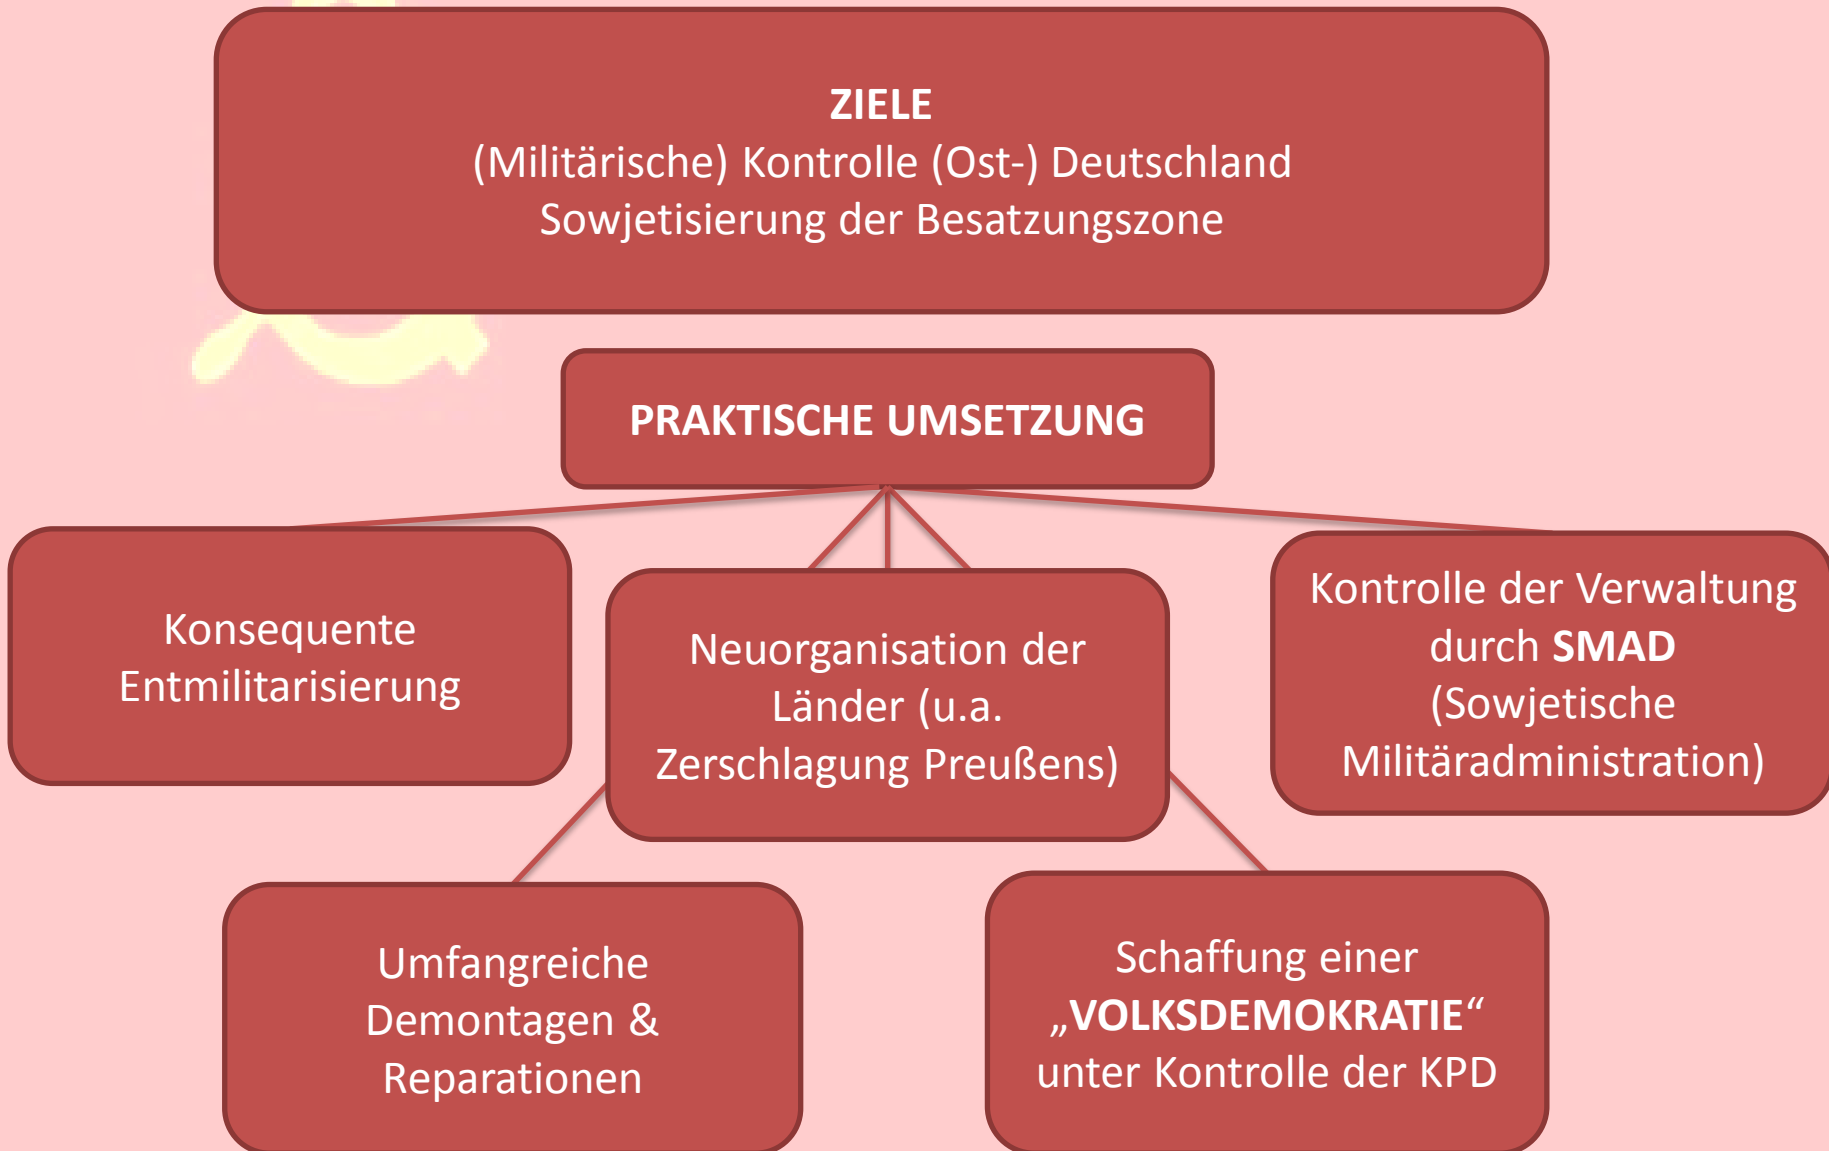 ZIELE
(Militärische) Kontrolle (Ost-) Deutschland
Sowjetisierung der Besatzungszone
PRAKTISCHE UMSETZUNG
Konsequente
Entmilitarisierung
Neuorganisation der
Länder (u.a.
Zerschlagung Preußens)
Kontrolle der Verwaltung
durch SMAD
(Sowjetische
Militäradministration)
Umfangreiche
Demontagen &
Reparationen
Schaffung einer
„VOLKSDEMOKRATIE“
unter Kontrolle der KPD